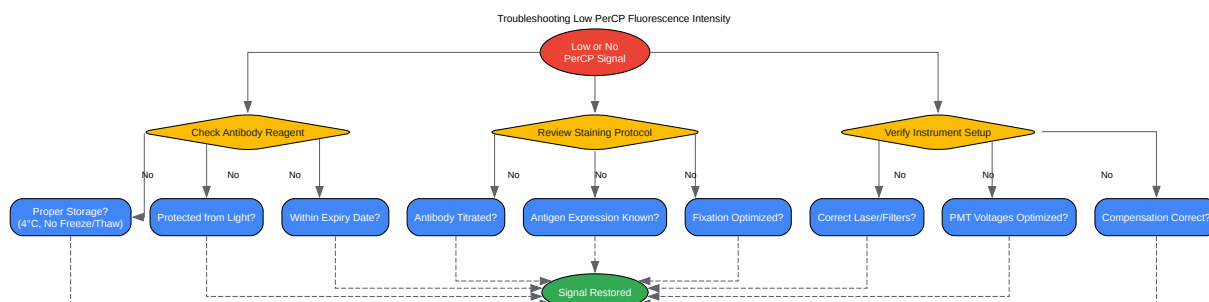 Troubleshooting Low PerCP Fluorescence Intensity
Low or No
PerCP Signal
Check Antibody Reagent
Review Staining Protocol
Verify Instrument Setup
No
No
No
No
No
No
No
No
No
Proper Storage?
(4°C, No Freeze/Thaw)
Protected from Light?
Within Expiry Date?
Antibody Titrated?
Antigen Expression Known?
Fixation Optimized?
Correct Laser/Filters?
PMT Voltages Optimized?
Compensation Correct?
Signal Restored